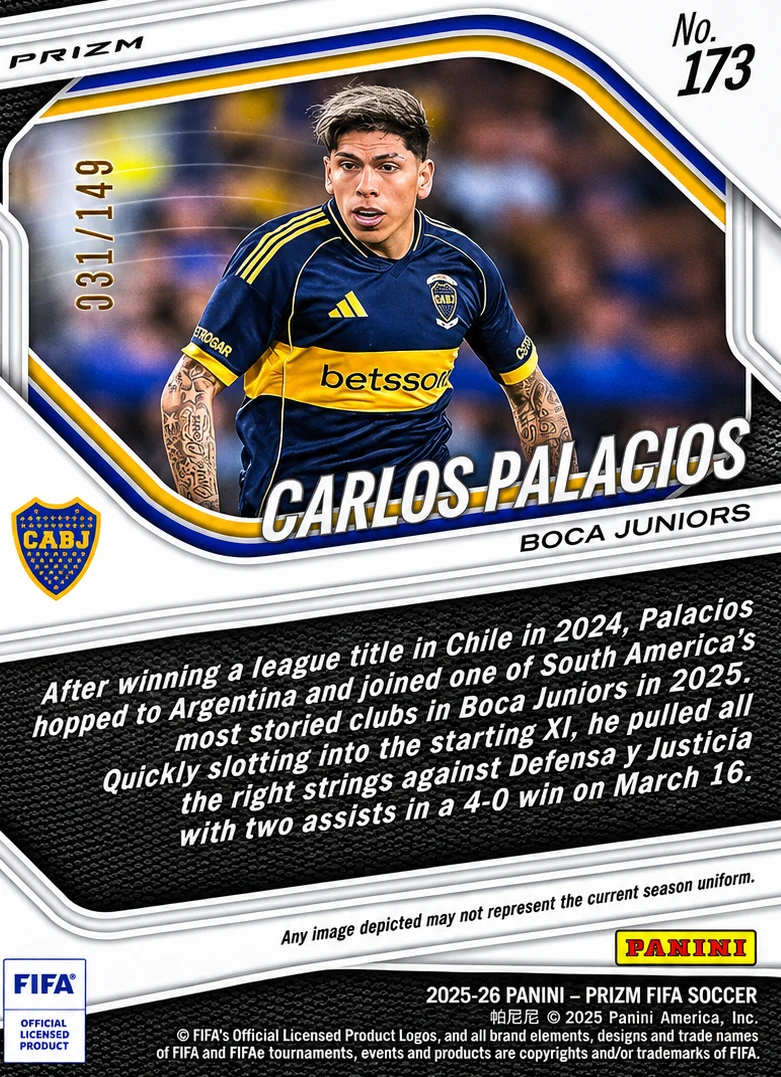 PRIZM
No.
173
031/149
CABJ
PETROGAR
betsson
CARLOS PALACIOS
BOCA JUNIORS
CABJ
After winning a league title in Chile in 2024, Palacios
hopped to Argentina and joined one of South America's
most storied clubs in Boca Juniors in 2025.
Quickly slotting into the starting XI, he pulled all
the right strings against Defensa y Justicia
with two assists in a 4-0 win on March 16.
Any image depicted may not represent the current season uniform.
PANINI
FIFA®
OFFICIAL
LICENSED
PRODUCT
2025-26 PANINI – PRIZM FIFA SOCCER
帕尼尼 © 2025 Panini America, Inc.
© FIFA's Official Licensed Product Logos, and all brand elements, designs and trade names
of FIFA and FIFAe tournaments, events and products are copyrights and/or trademarks of FIFA.